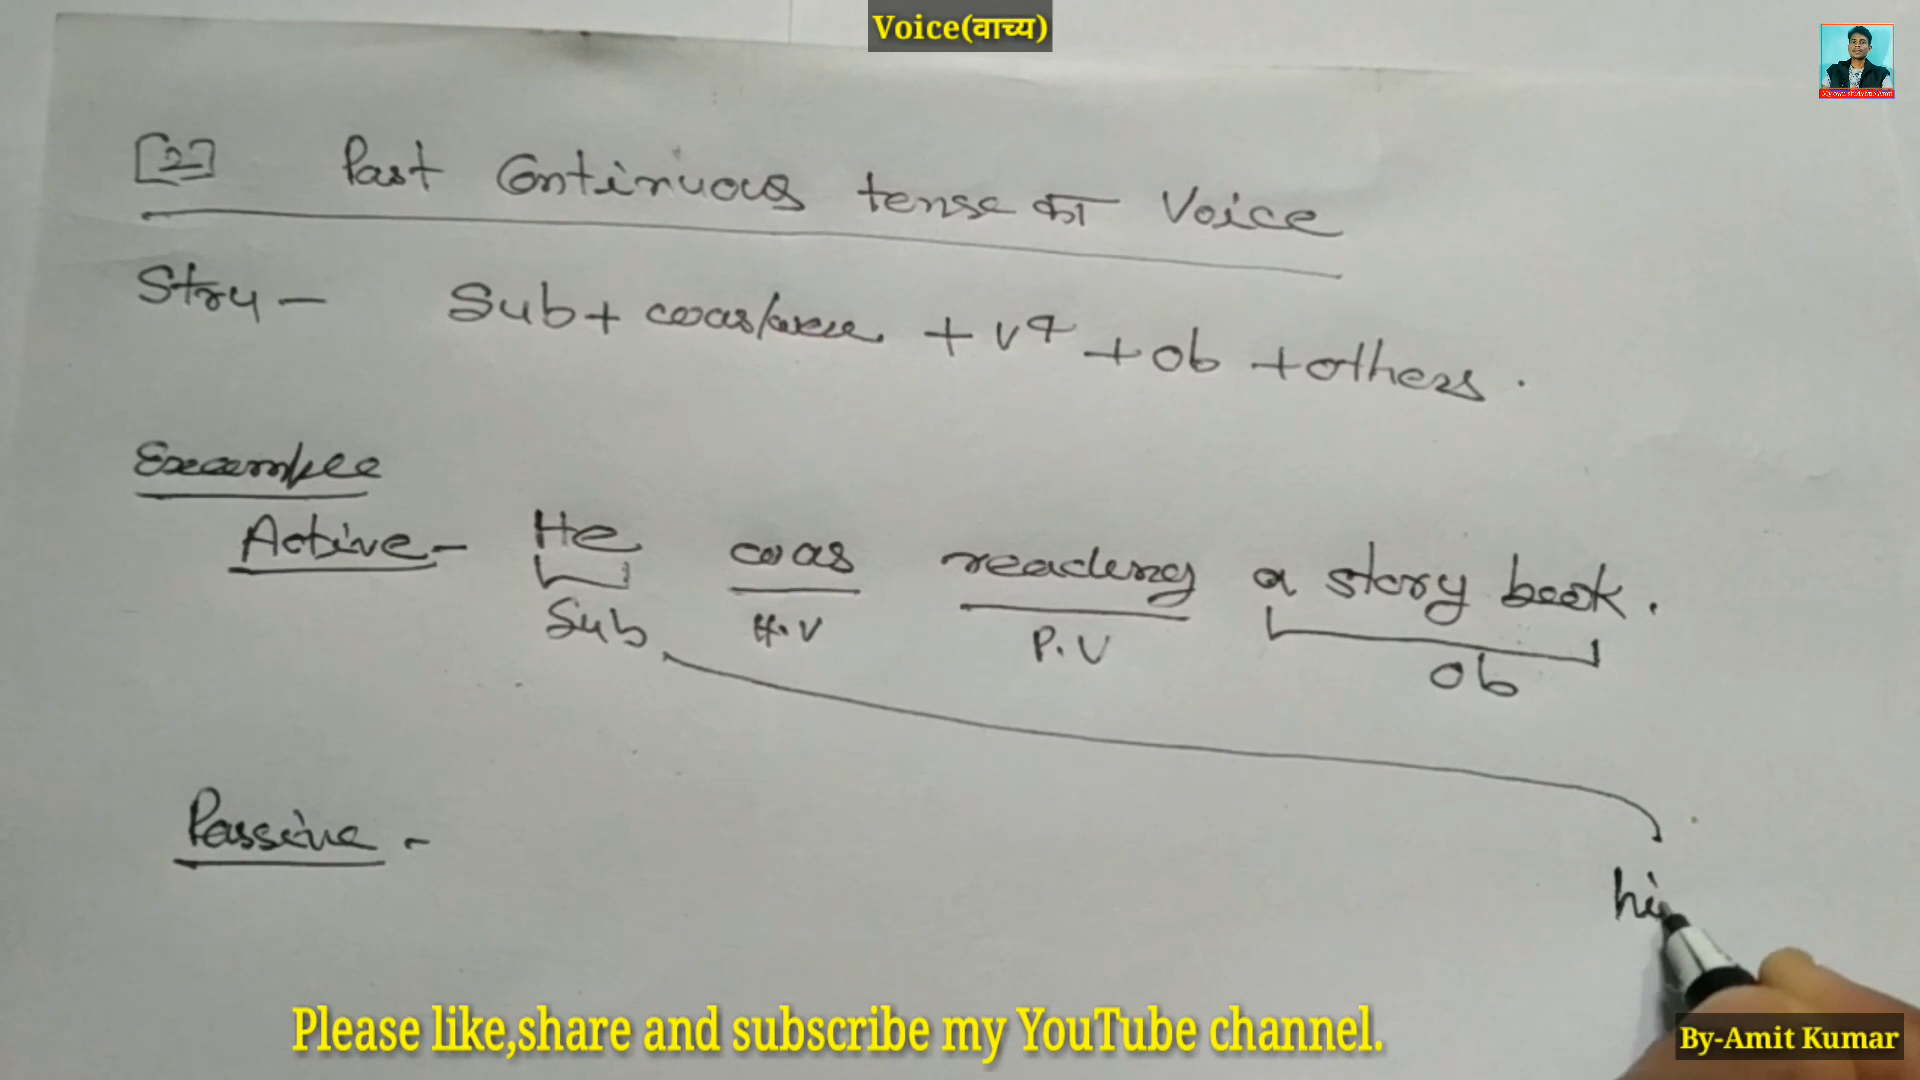 Voice(वाच्य)
[2] Past Continuous tense का Voice
Stru - Sub + was/were + v4 + ob + others.
Example
Active - He was reading a story book.
Sub H.V P.V ob
Passive -
hi
Please like,share and subscribe my YouTube channel.
By-Amit Kumar